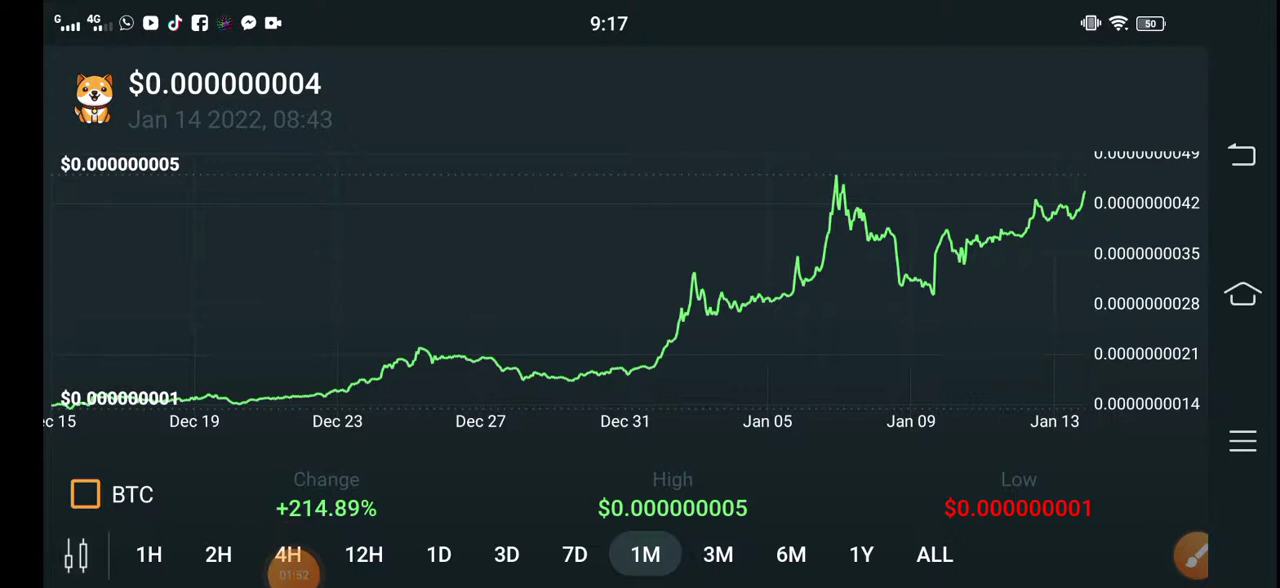 G 4G 9:17 50
$0.000000004
Jan 14 2022, 08:43
$0.000000005
0.0000000049
0.0000000042
0.0000000035
0.0000000028
0.0000000021
$0.000000001
0.0000000014
ec 15 Dec 19 Dec 23 Dec 27 Dec 31 Jan 05 Jan 09 Jan 13
Change High Low
BTC +214.89% $0.000000005 $0.000000001
1H 2H 4H 12H 1D 3D 7D 1M 3M 6M 1Y ALL
01:52